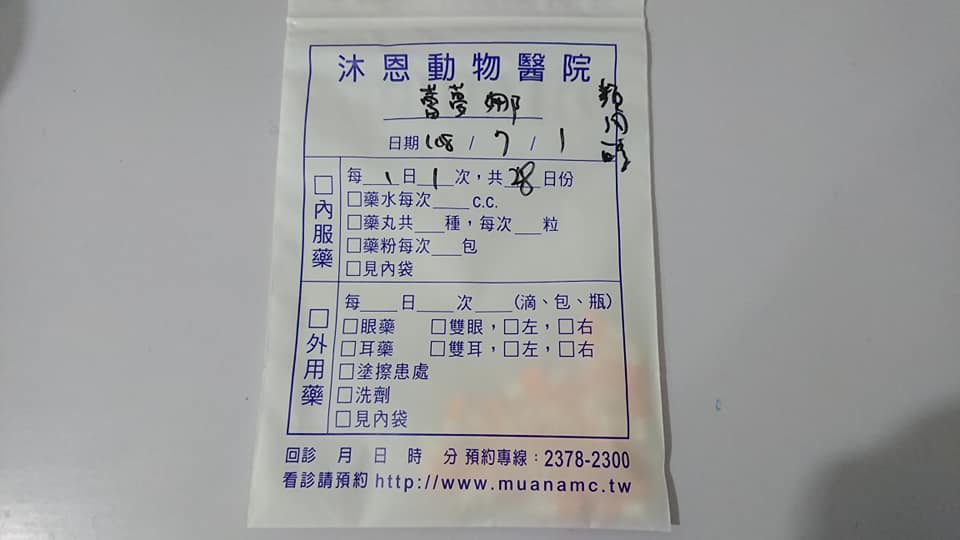 沐恩動物醫院
夢娜
日期 108 / 7 / 1
內服藥
每 1 日 1 次，共 28 日份
□藥水每次____c.c.
□藥丸共___種，每次___粒
□藥粉每次___包
□見內袋
外用藥
每____日____次____(滴、包、瓶)
□眼藥 □雙眼，□左，□右
□耳藥 □雙耳，□左，□右
□塗擦患處
□洗劑
□見內袋
回診 月 日 時 分 預約專線：2378-2300
看診請預約 http://www.muanamc.tw